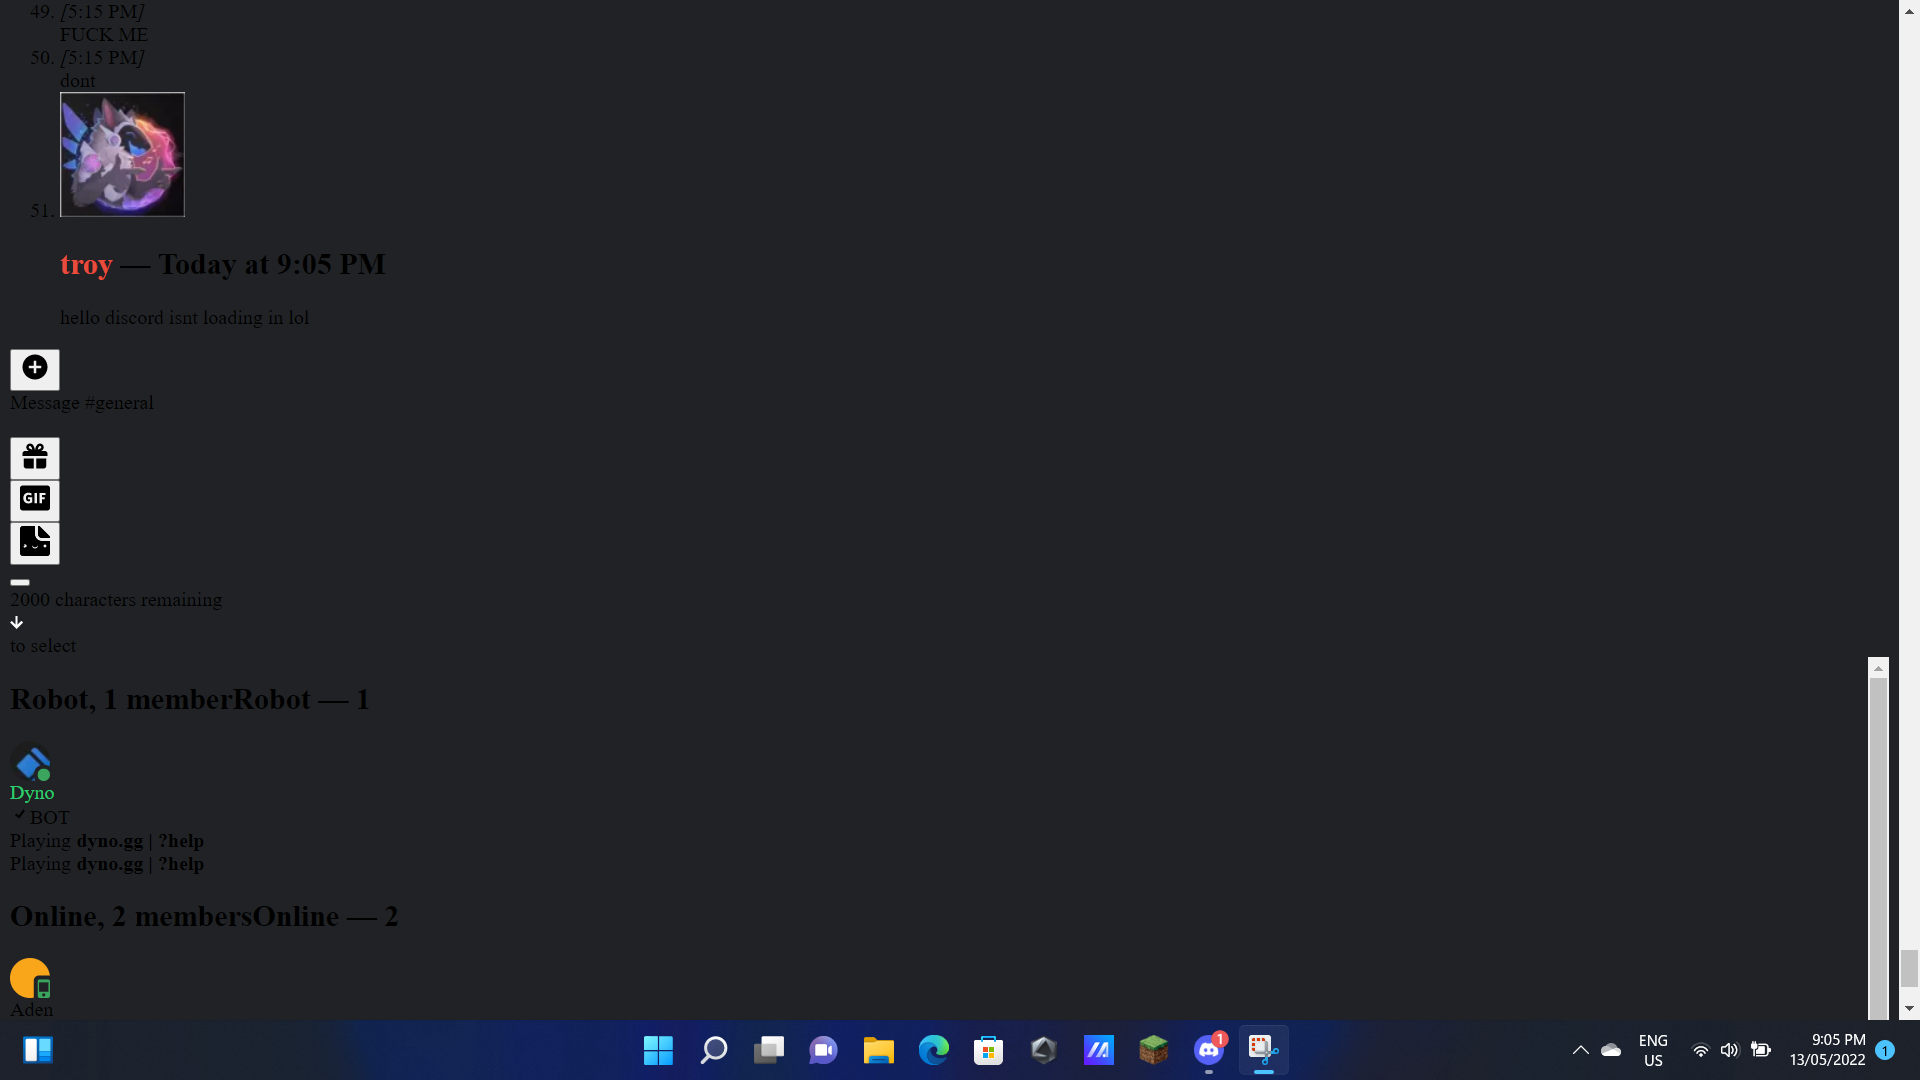 49. [5:15 PM]
FUCK ME
50. [5:15 PM]
dont
51.
troy — Today at 9:05 PM
hello discord isnt loading in lol
Message #general
GIF
2000 characters remaining
to select
Robot, 1 memberRobot — 1
Dyno
BOT
Playing dyno.gg | ?help
Playing dyno.gg | ?help
Online, 2 membersOnline — 2
Aden
1
ENG
US
9:05 PM
13/05/2022
1